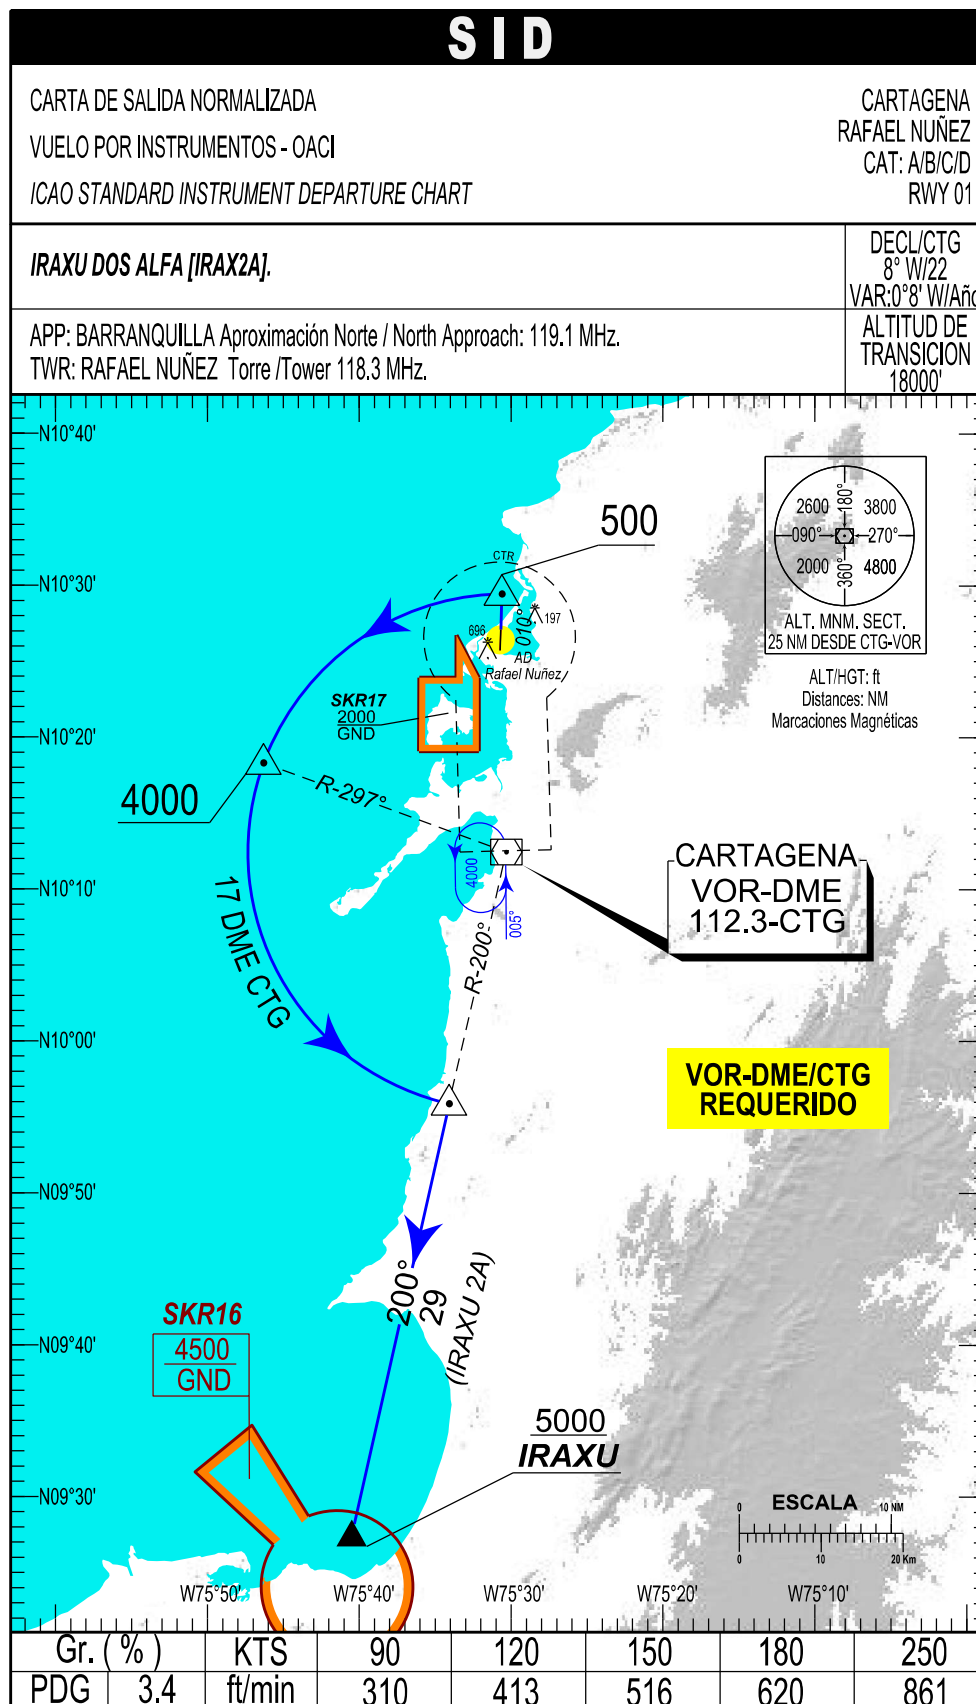 SID
CARTA DE SALIDA NORMALIZADA
VUELO POR INSTRUMENTOS - OACI
ICAO STANDARD INSTRUMENT DEPARTURE CHART
CARTAGENA
RAFAEL NUÑEZ
CAT: A/B/C/D
RWY 01
IRAXU DOS ALFA [IRAX2A].
DECL/CTG
8° W/22
VAR:0°8' W/Año
APP: BARRANQUILLA Aproximación Norte / North Approach: 119.1 MHz.
TWR: RAFAEL NUÑEZ Torre /Tower 118.3 MHz.
ALTITUD DE
TRANSICION
18000'
N10°40'
500
2600 180° 3800
090° 270°
2000 360° 4800
ALT. MNM. SECT.
25 NM DESDE CTG-VOR
ALT/HGT: ft
Distances: NM
Marcaciones Magnéticas
CTR
N10°30'
197
010°
696
AD
Rafael Nuñez
SKR17
2000
GND
N10°20'
R-297°
4000
4000
005°
CARTAGENA
VOR-DME
112.3-CTG
N10°10'
17 DME CTG
R-200°
N10°00'
VOR-DME/CTG
REQUERIDO
N09°50'
200°
29
(IRAXU 2A)
SKR16
4500
GND
N09°40'
5000
IRAXU
N09°30'
ESCALA
0 10 NM
0 10 20 Km
W75°50' W75°40' W75°30' W75°20' W75°10'
Gr. ( % ) KTS 90 120 150 180 250
PDG 3.4 ft/min 310 413 516 620 861